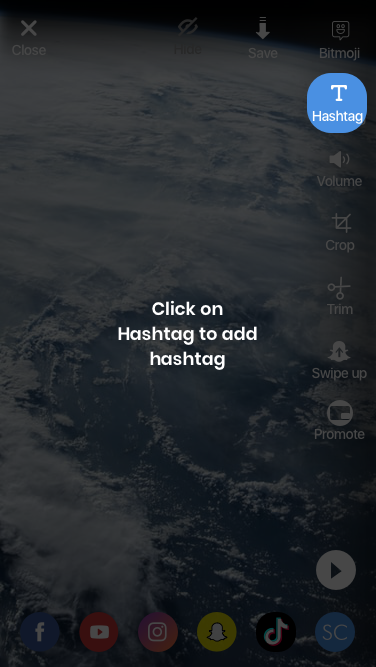 Close
Hide
Save
Bitmoji
T
Hashtag
Volume
Crop
Trim
Swipe up
Promote
Click on
Hashtag to add
hashtag
SC